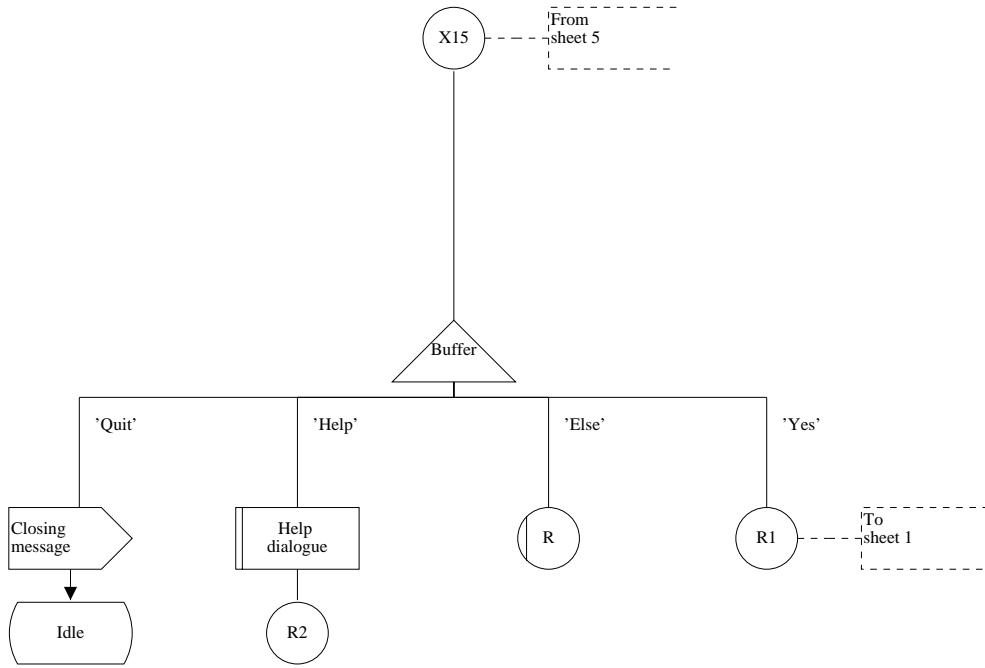 X15
From
sheet 5
Buffer
'Quit'
'Help'
'Else'
'Yes'
Closing
message
Help
dialogue
R
R1
To
sheet 1
Idle
R2